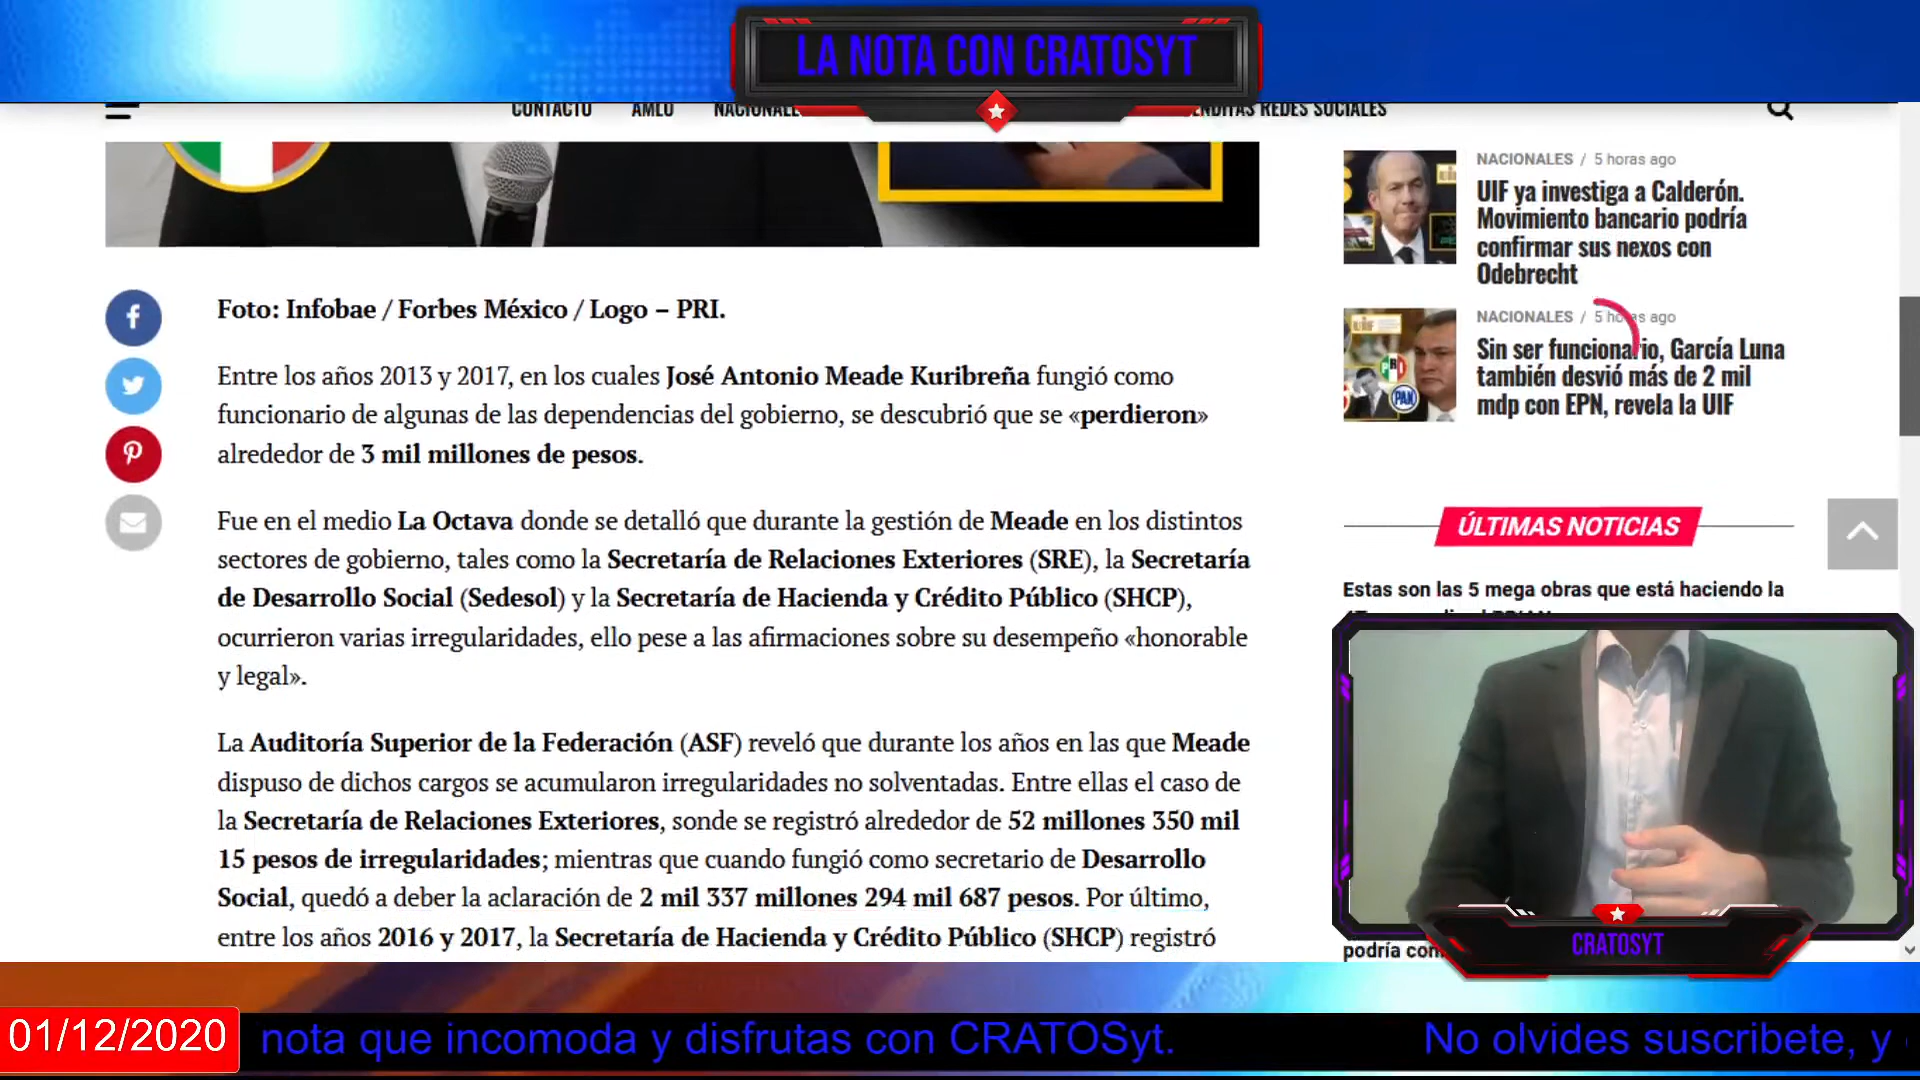 LA NOTA CON CRATOSYT
CONTACTO AMLO NACIONALE ENDITAS REDES SOCIALES
Foto: Infobae / Forbes México / Logo – PRI.
Entre los años 2013 y 2017, en los cuales José Antonio Meade Kuribreña fungió como
funcionario de algunas de las dependencias del gobierno, se descubrió que se «perdieron»
alrededor de 3 mil millones de pesos.
Fue en el medio La Octava donde se detalló que durante la gestión de Meade en los distintos
sectores de gobierno, tales como la Secretaría de Relaciones Exteriores (SRE), la Secretaría
de Desarrollo Social (Sedesol) y la Secretaría de Hacienda y Crédito Público (SHCP),
ocurrieron varias irregularidades, ello pese a las afirmaciones sobre su desempeño «honorable
y legal».
La Auditoría Superior de la Federación (ASF) reveló que durante los años en las que Meade
dispuso de dichos cargos se acumularon irregularidades no solventadas. Entre ellas el caso de
la Secretaría de Relaciones Exteriores, sonde se registró alrededor de 52 millones 350 mil
15 pesos de irregularidades; mientras que cuando fungió como secretario de Desarrollo
Social, quedó a deber la aclaración de 2 mil 337 millones 294 mil 687 pesos. Por último,
entre los años 2016 y 2017, la Secretaría de Hacienda y Crédito Público (SHCP) registró
NACIONALES / 5 horas ago
UIF ya investiga a Calderón.
Movimiento bancario podría
confirmar sus nexos con
Odebrecht
PRI
PAN
NACIONALES / 5 horas ago
Sin ser funcionario, García Luna
también desvió más de 2 mil
mdp con EPN, revela la UIF
ÚLTIMAS NOTICIAS
Estas son las 5 mega obras que está haciendo la
podría con
CRATOSYT
01/12/2020 nota que incomoda y disfrutas con CRATOSyt. No olvides suscribete, y